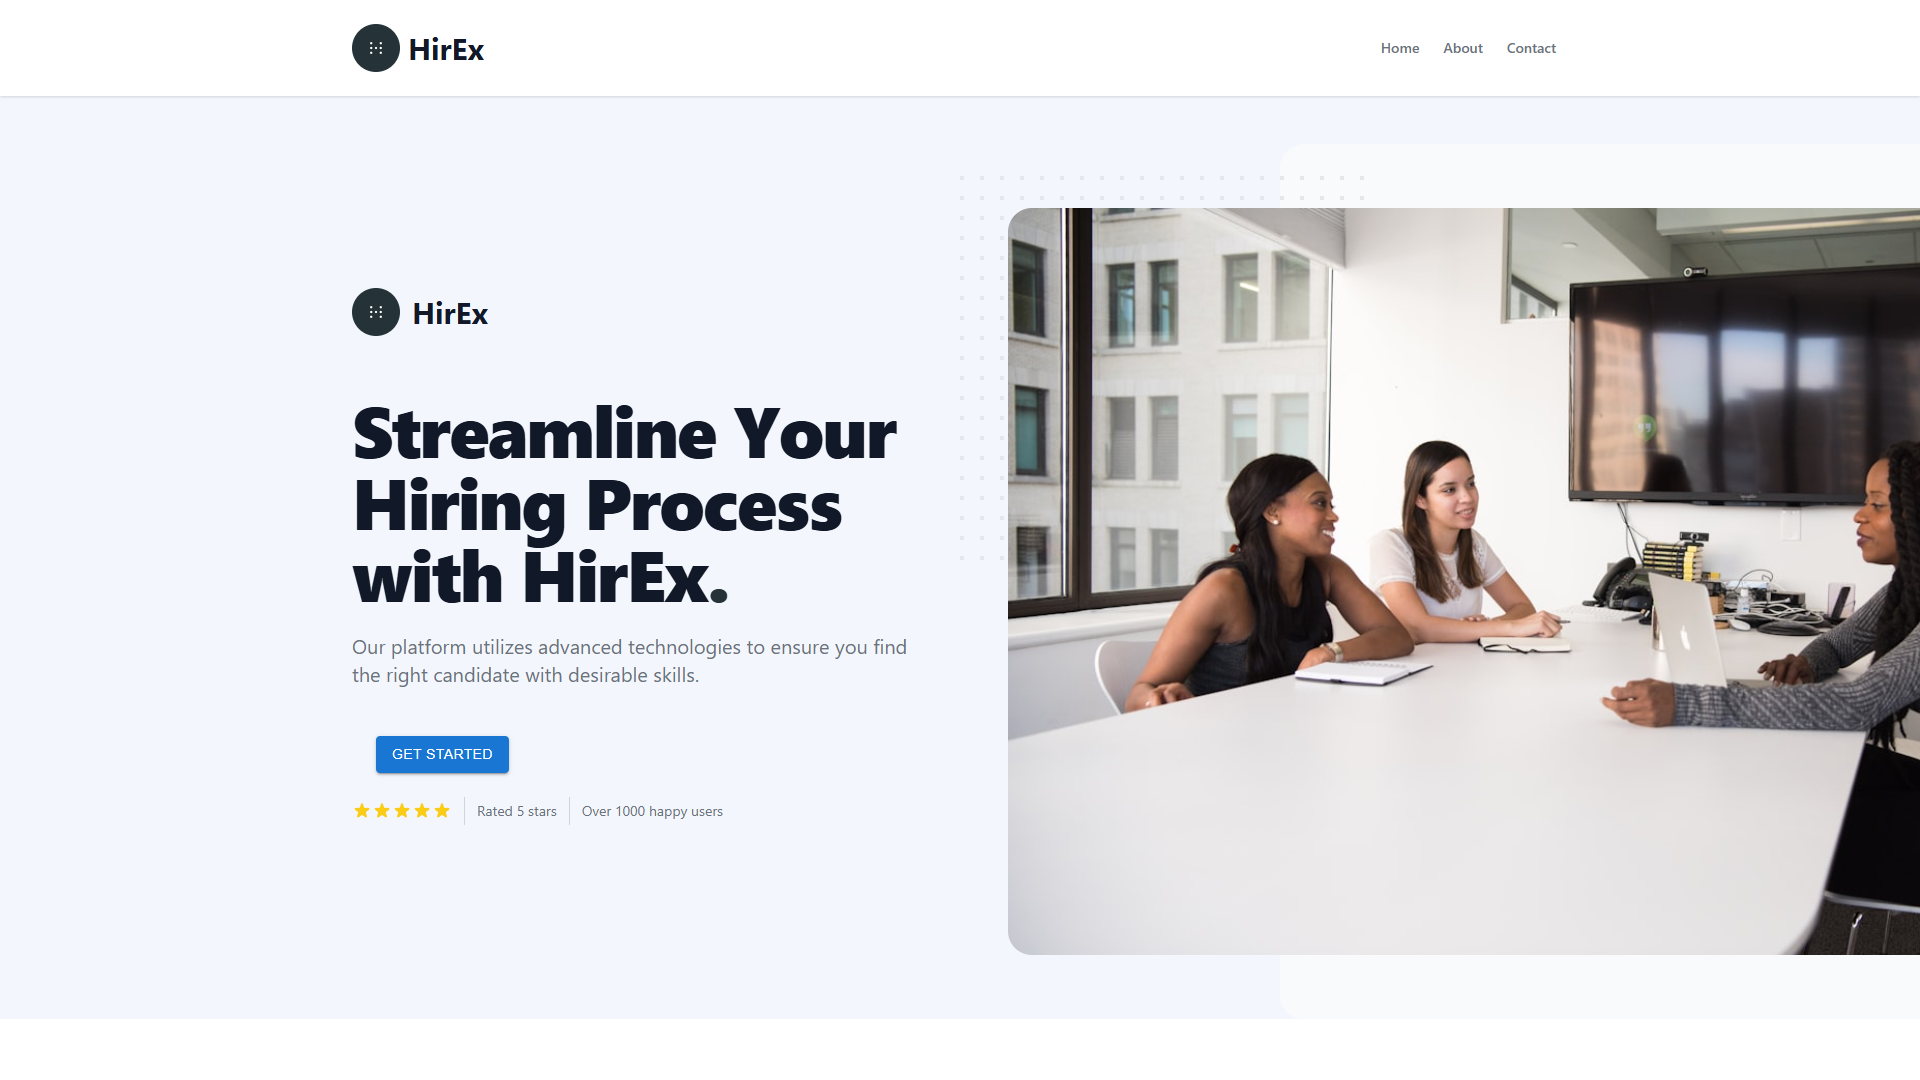 HirEx
Home About Contact
HirEx
Streamline Your
Hiring Process
with HirEx.
Our platform utilizes advanced technologies to ensure you find
the right candidate with desirable skills.
GET STARTED
Rated 5 stars Over 1000 happy users